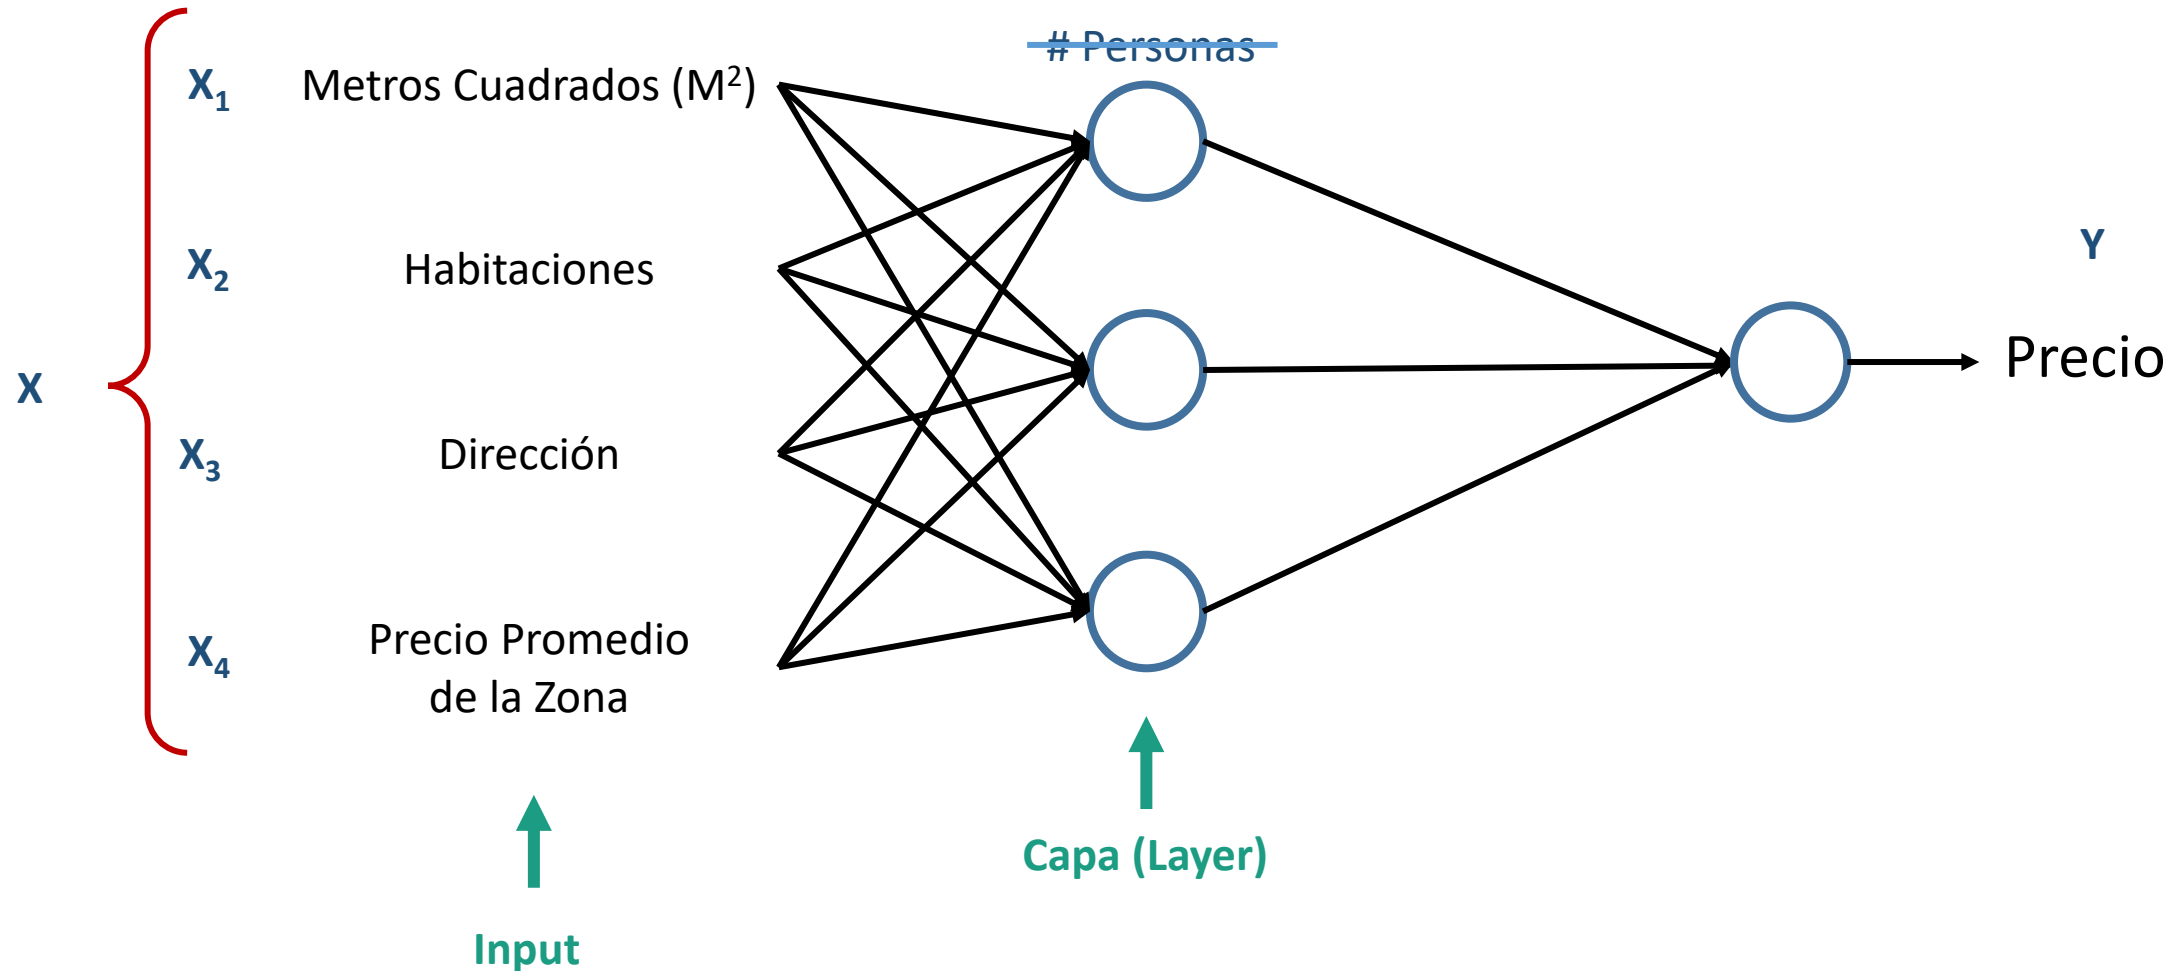 # Personas
X₁ Metros Cuadrados (M²)
X₂ Habitaciones
Y
Precio
X
X₃ Dirección
X₄ Precio Promedio
de la Zona
Capa (Layer)
Input